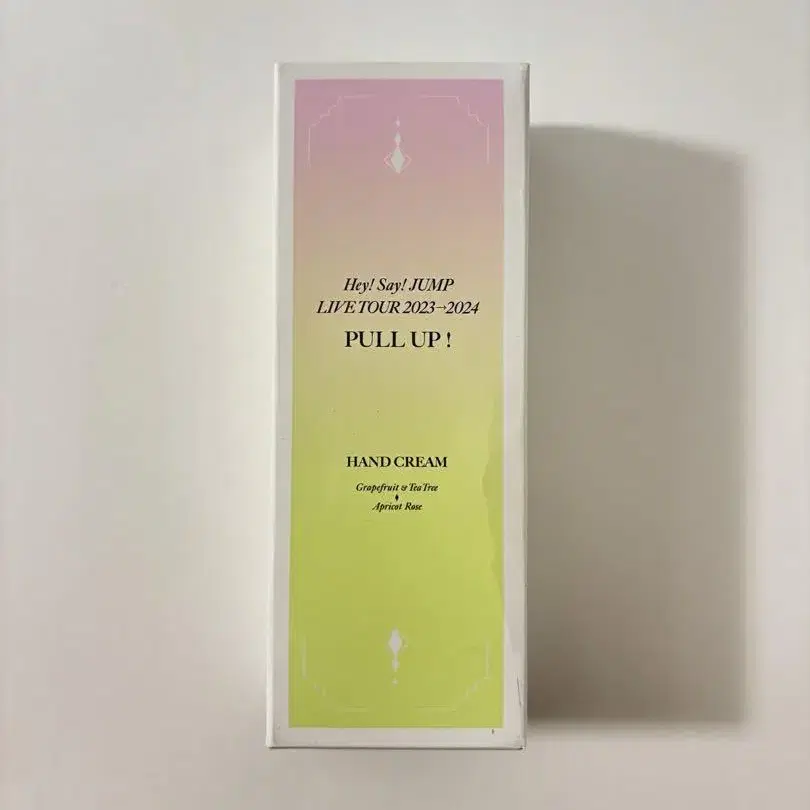 Hey! Say! JUMP
LIVE TOUR 2023→2024
PULL UP!
HAND CREAM
Grapefruit & Tea Tree
Apricot Rose